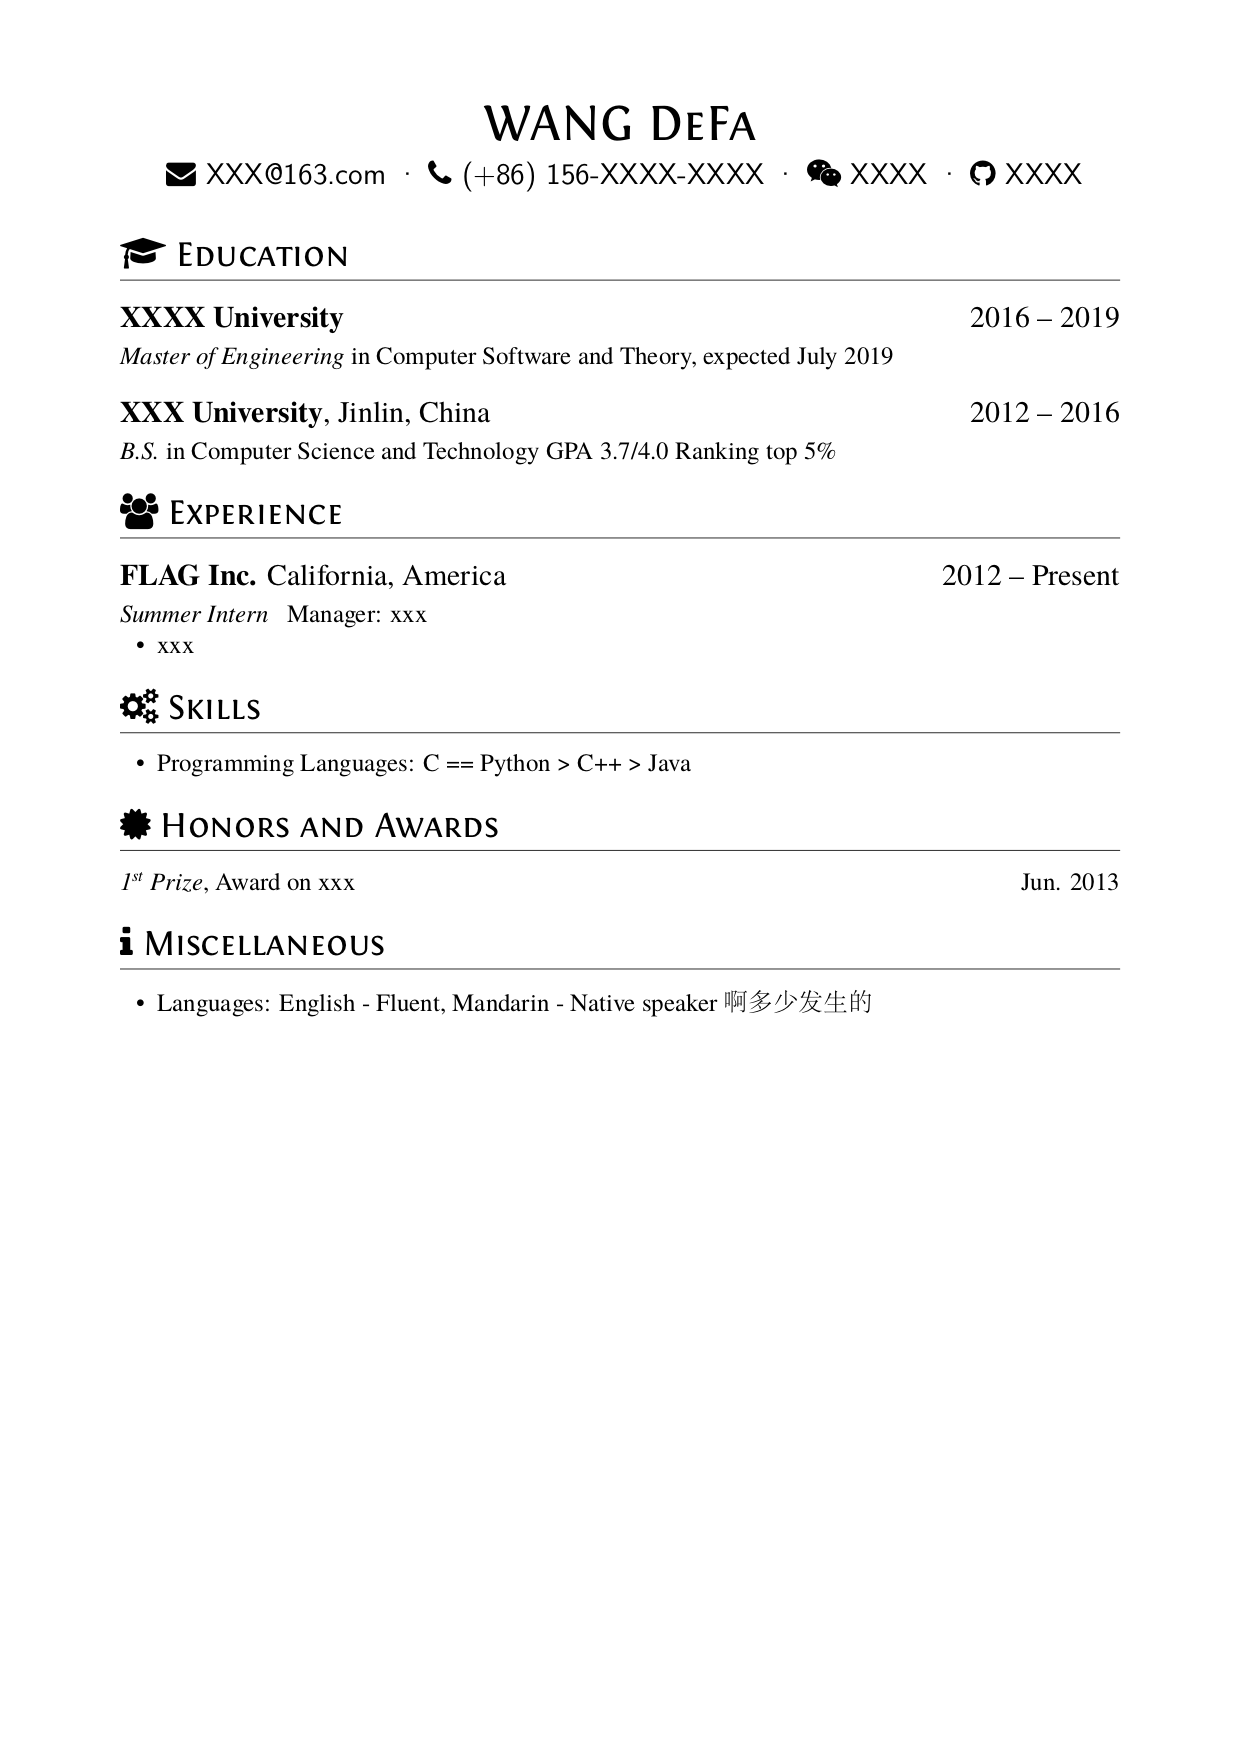 WANG DEFA
XXX@163.com · (+86) 156-XXXX-XXXX · XXXX · XXXX
EDUCATION
XXXX University 2016 – 2019
Master of Engineering in Computer Software and Theory, expected July 2019
XXX University, Jinlin, China 2012 – 2016
B.S. in Computer Science and Technology GPA 3.7/4.0 Ranking top 5%
EXPERIENCE
FLAG Inc. California, America 2012 – Present
Summer Intern Manager: xxx
• xxx
SKILLS
• Programming Languages: C == Python > C++ > Java
HONORS AND AWARDS
1st Prize, Award on xxx Jun. 2013
MISCELLANEOUS
• Languages: English - Fluent, Mandarin - Native speaker 啊多少发生的